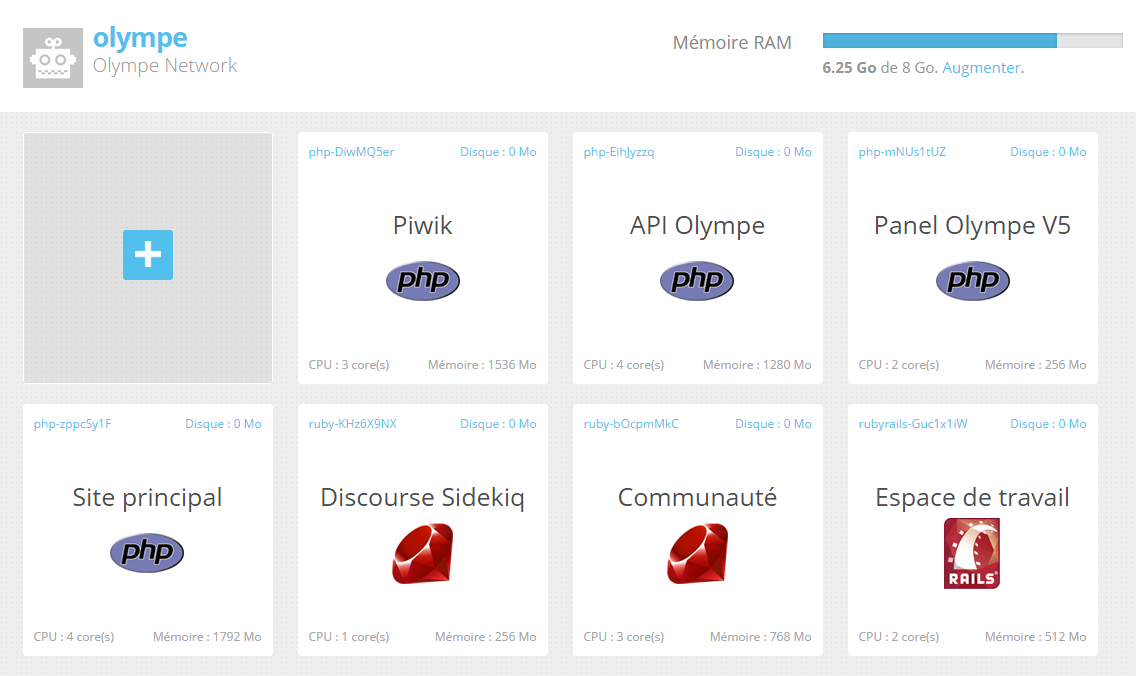 olympe
Olympe Network
Mémoire RAM
6.25 Go de 8 Go. Augmenter.
php-DiwMQ5er Disque : 0 Mo
Piwik
php
CPU : 3 core(s) Mémoire : 1536 Mo
php-EihJyzzq Disque : 0 Mo
API Olympe
php
CPU : 4 core(s) Mémoire : 1280 Mo
php-mNUs1tUZ Disque : 0 Mo
Panel Olympe V5
php
CPU : 2 core(s) Mémoire : 256 Mo
php-zppcSy1F Disque : 0 Mo
Site principal
php
CPU : 4 core(s) Mémoire : 1792 Mo
ruby-KHz6X9NX Disque : 0 Mo
Discourse Sidekiq
CPU : 1 core(s) Mémoire : 256 Mo
ruby-bOcpmMkC Disque : 0 Mo
Communauté
CPU : 3 core(s) Mémoire : 768 Mo
rubyrails-Guc1x1iW Disque : 0 Mo
Espace de travail
RAILS
CPU : 2 core(s) Mémoire : 512 Mo